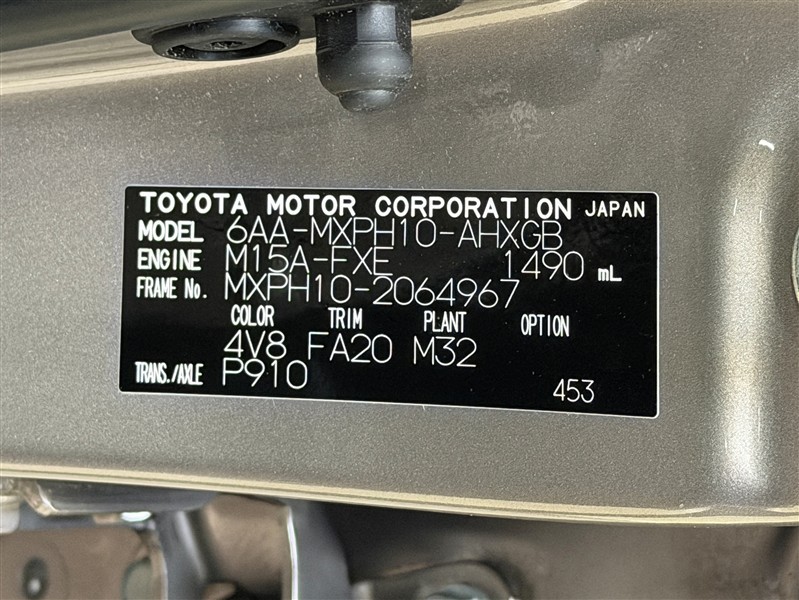 TOYOTA MOTOR CORPORATION JAPAN
MODEL 6AA-MXPH10-AHXGB
ENGINE M15A-FXE 1490 mL
FRAME No. MXPH10-2064967
COLOR TRIM PLANT OPTION
4V8 FA20 M32
TRANS./AXLE P910
453